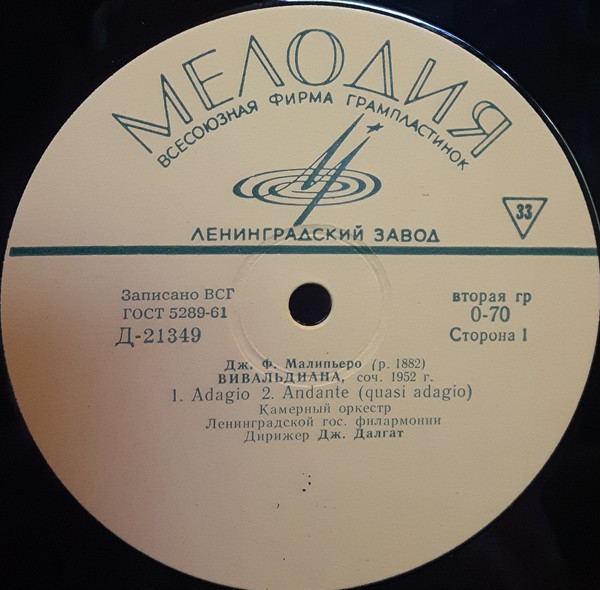 МЕЛОДИЯ
ВСЕСОЮЗНАЯ ФИРМА ГРАМПЛАСТИНОК
ЛЕНИНГРАДСКИЙ ЗАВОД
33
Записано ВСГ
ГОСТ 5289-61
Д-21349
вторая гр
0-70
Сторона 1
Дж. Ф. Малипьеро (р. 1882)
ВИВАЛЬДИАНА, соч. 1952 г.
1. Adagio 2. Andante (quasi adagio)
Камерный оркестр
Ленинградской гос. филармонии
Дирижер Дж. Далгат